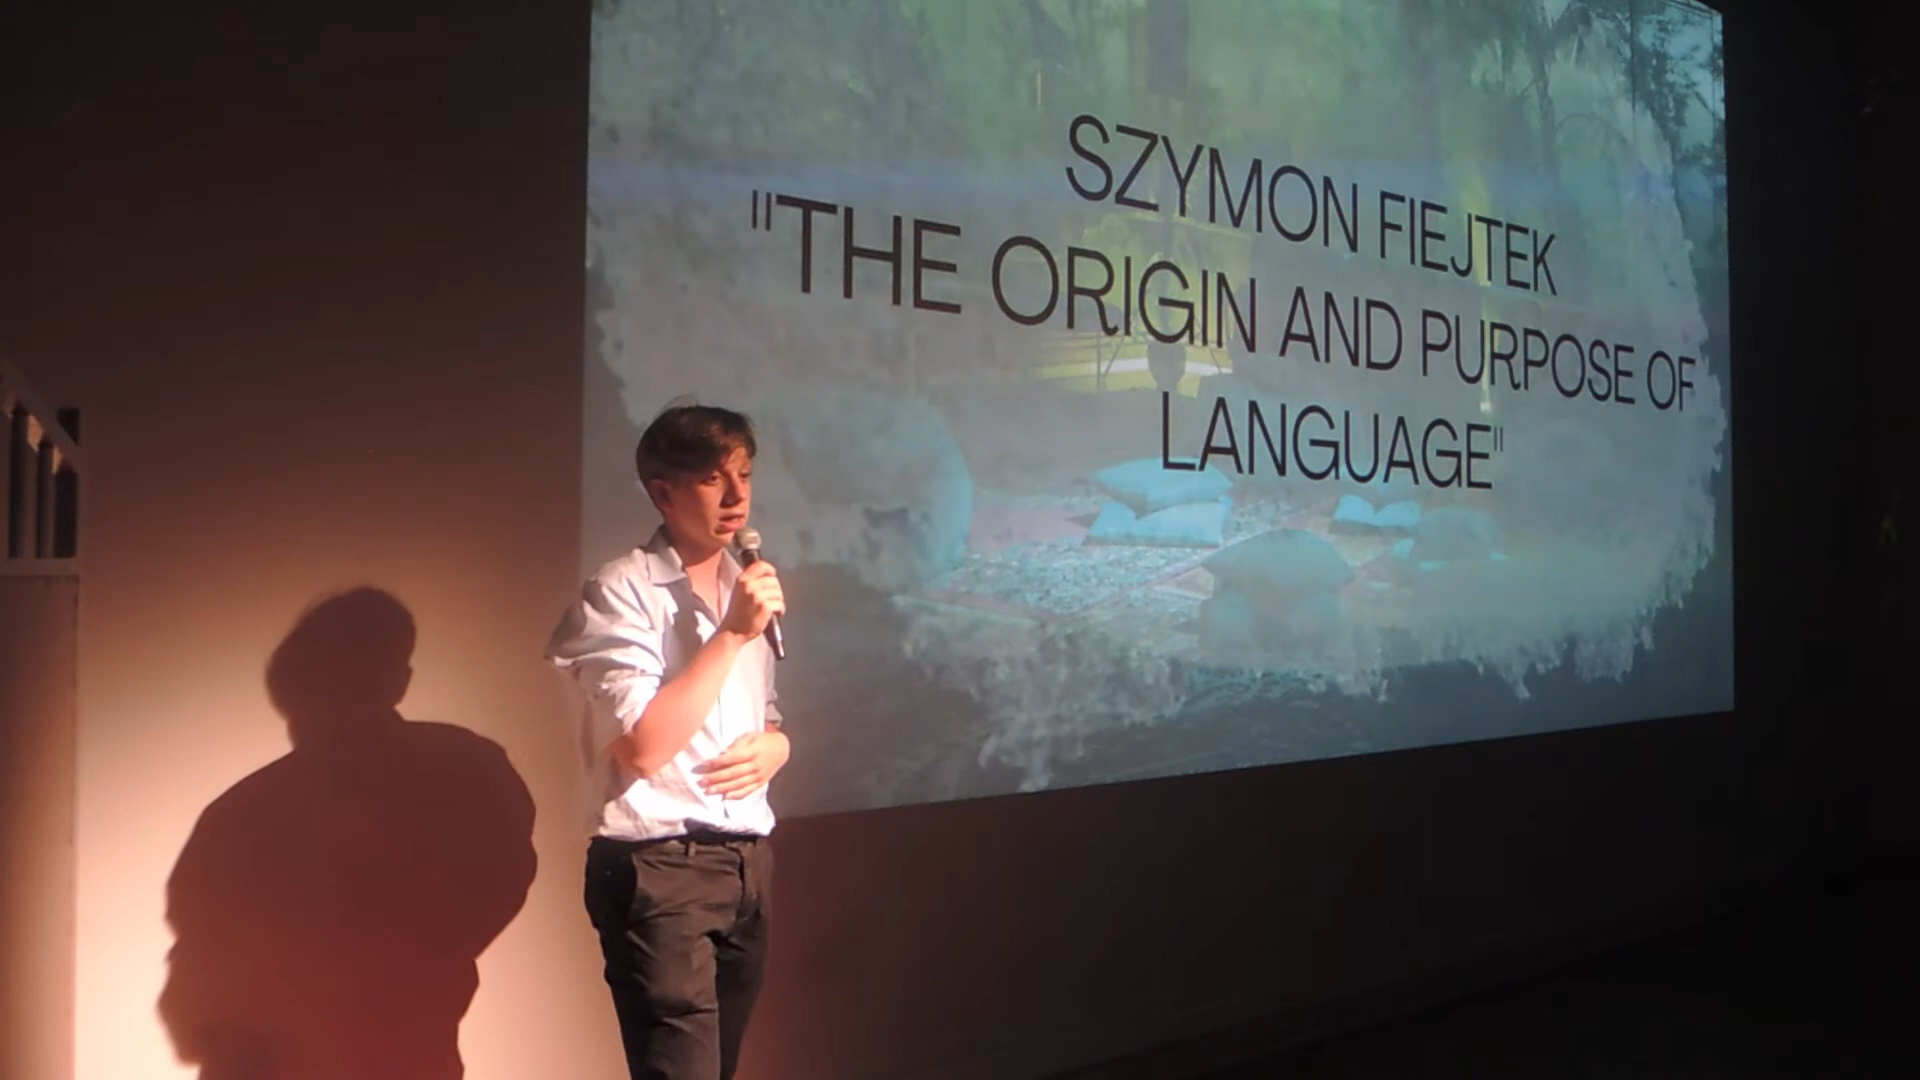 SZYMON FIEJTEK
"THE ORIGIN AND PURPOSE OF
LANGUAGE"